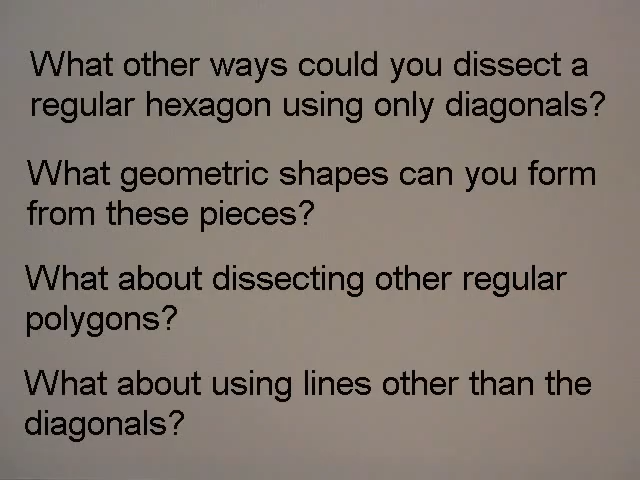 What other ways could you dissect a
regular hexagon using only diagonals?
What geometric shapes can you form
from these pieces?
What about dissecting other regular
polygons?
What about using lines other than the
diagonals?